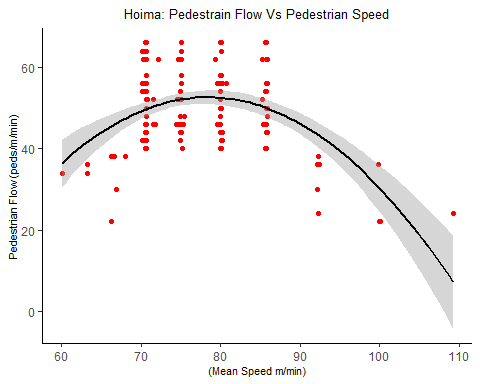 Hoima: Pedestrain Flow Vs Pedestrian Speed
Pedestrian Flow/(peds/m/min)
60
40
20
0
60 70 80 90 100 110
(Mean Speed m/min)